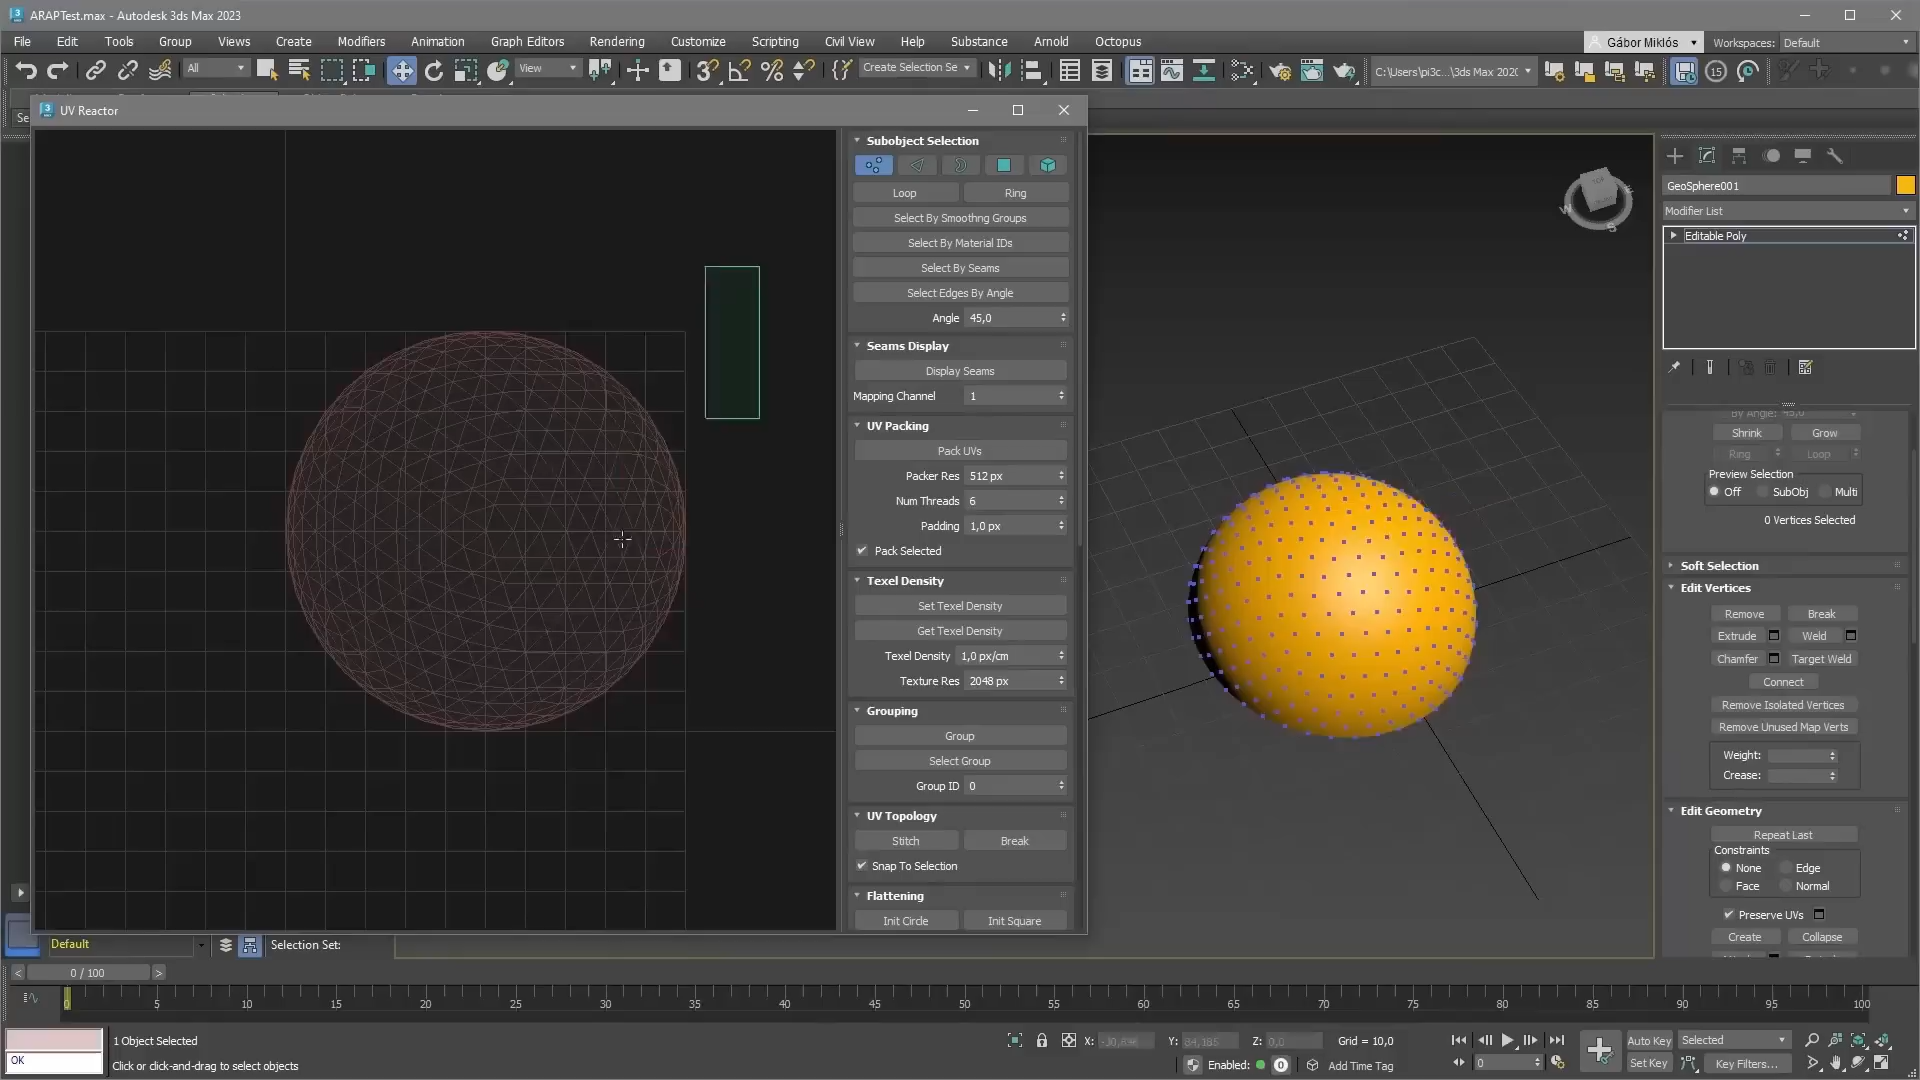 ARAPTest.max - Autodesk 3ds Max 2023
File Edit Tools Group Views Create Modifiers Animation Graph Editors Rendering Customize Scripting Civil View Help Substance Arnold Octopus
Gábor Miklós
Workspaces: Default
All
View
Create Selection Se
C:\Users\pi3c...\3ds Max 202
15
Se
UV Reactor
Subobject Selection
Loop Ring
Select By Smoothng Groups
Select By Material IDs
Select By Seams
Select Edges By Angle
Angle 45,0
Seams Display
Display Seams
Mapping Channel 1
UV Packing
Pack UVs
Packer Res 512 px
Num Threads 6
Padding 1,0 px
Pack Selected
Texel Density
Set Texel Density
Get Texel Density
Texel Density 1,0 px/cm
Texture Res 2048 px
Grouping
Group
Select Group
Group ID 0
UV Topology
Stitch Break
Snap To Selection
Flattening
Init Circle Init Square
W
S
GeoSphere001
Modifier List
Editable Poly
By Angle: 45,0
Shrink Grow
Ring Loop
Preview Selection
Off SubObj Multi
0 Vertices Selected
Soft Selection
Edit Vertices
Remove Break
Extrude Weld
Chamfer Target Weld
Connect
Remove Isolated Vertices
Remove Unused Map Verts
Weight:
Crease:
Edit Geometry
Repeat Last
Constraints
None Edge
Face Normal
Preserve UVs
Create Collapse
Default
Selection Set:
< 0 / 100 >
0 5 10 15 20 25 30 35 40 45 50 55 60 65 70 75 80 85 90 95 100
OK
1 Object Selected
Click or click-and-drag to select objects
X: Y: 84,185 Z: 0,0 Grid = 10,0
Enabled: 0 Add Time Tag
0
Auto Key Selected
Set Key Key Filters...